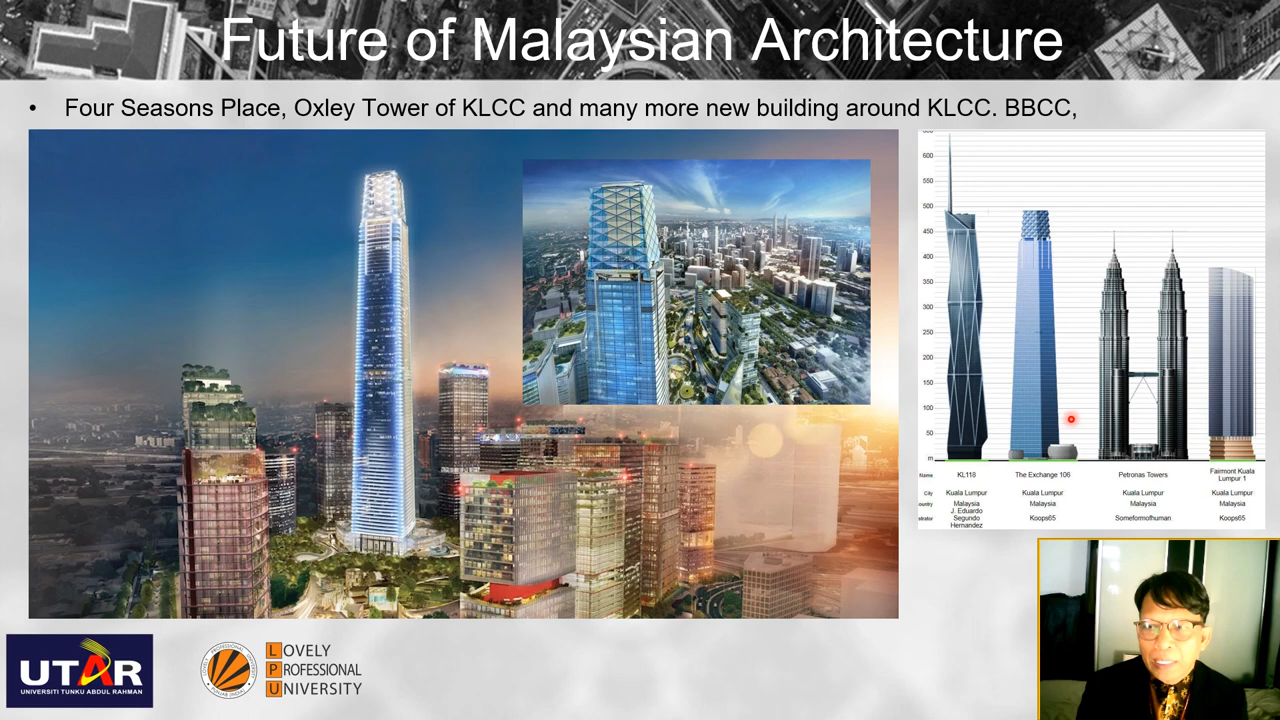 Future of Malaysian Architecture
• Four Seasons Place, Oxley Tower of KLCC and many more new building around KLCC. BBCC,
600
550
500
450
400
350
300
250
200
150
100
50
m
Name KL118 The Exchange 106 Petronas Towers Fairmont Kuala Lumpur 1
City Kuala Lumpur Kuala Lumpur Kuala Lumpur Kuala Lumpur
ountry Malaysia Malaysia Malaysia Malaysia
strator J. Eduardo Segundo Hernandez Koops65 Someformofhuman Koops65
UTAR
UNIVERSITI TUNKU ABDUL RAHMAN
LOVELY
PROFESSIONAL
UNIVERSITY